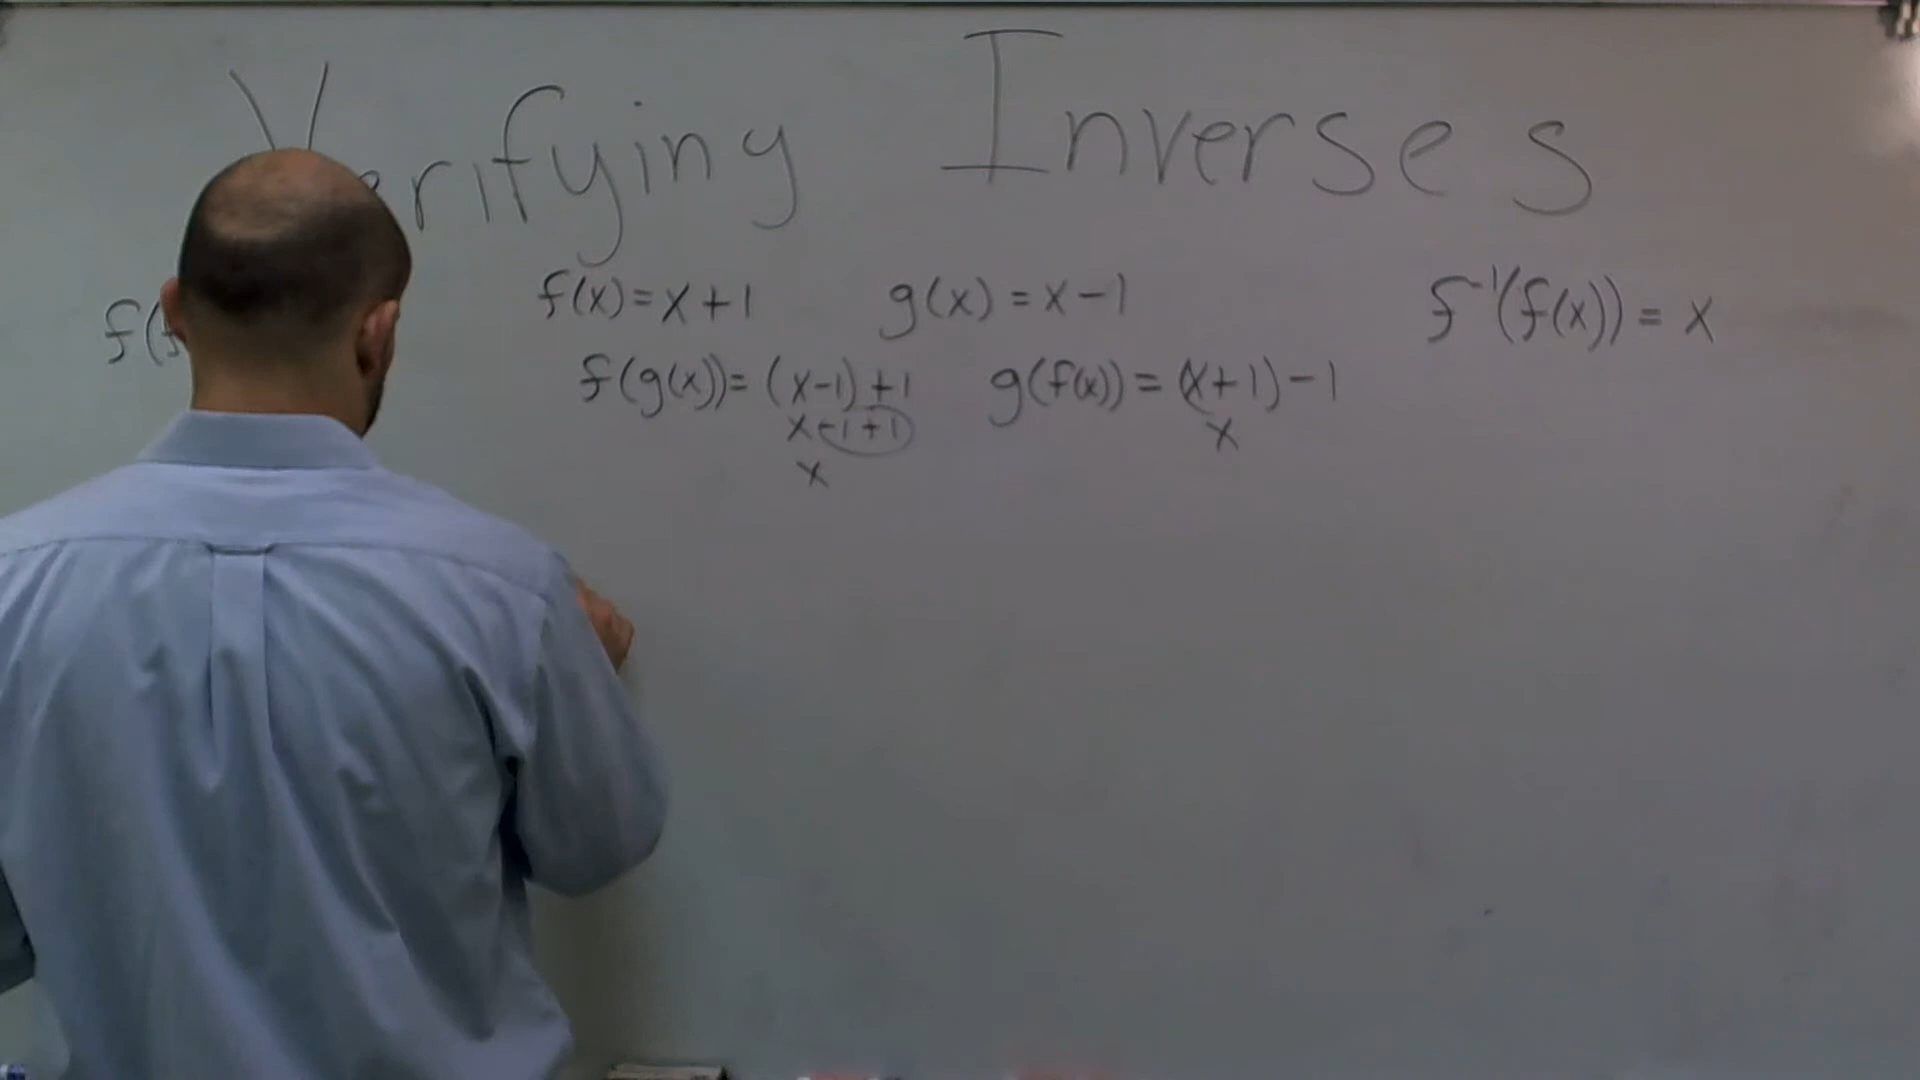 Verifying Inverses
f(
f(x)=x+1 g(x)=x-1 f⁻¹(f(x))=x
f(g(x))=(x-1)+1 g(f(x))=(x+1)-1
x-1+1 x
x